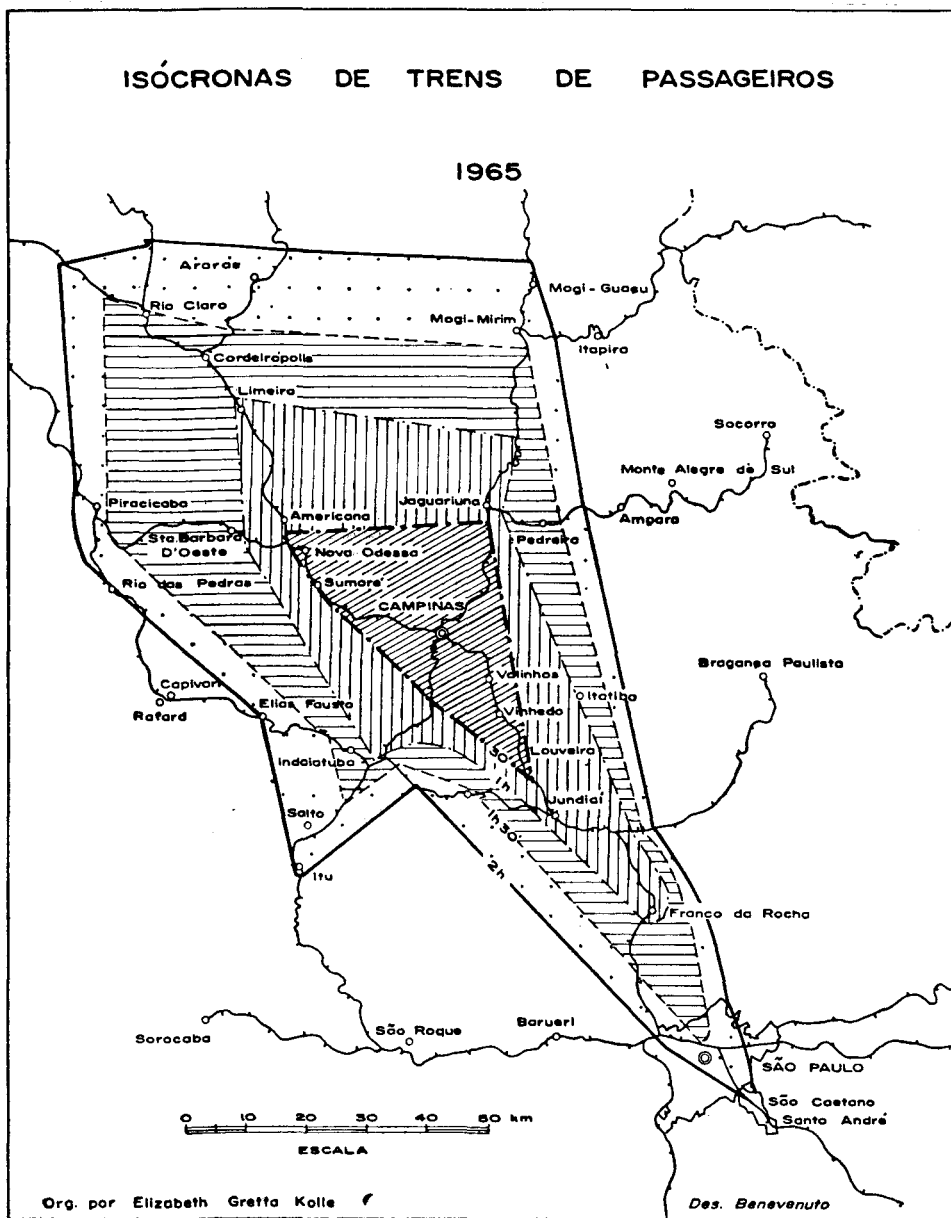 ISÓCRONAS DE TRENS DE PASSAGEIROS
1965
Araras
Rio Claro
Mogi-Guaçu
Mogi-Mirim
Itapira
Cordeirópolis
Limeira
Socorro
Monte Alegre do Sul
Piracicaba
Americana
Jaguariuna
Amparo
Sta. Barbara
D'Oeste
Pedreira
Nova Odessa
Rio das Pedras
Sumaré
CAMPINAS
Bragança Paulista
Valinhos
Itatiba
Capivari
Rafard
Elias Fausto
Vinhedo
Indaiatuba
30'
Louveira
1h
Jundiaí
Salto
1h 30'
2h
Itu
Franco da Rocha
Sorocaba
São Roque
Barueri
SÃO PAULO
São Caetano
Santo André
0 10 20 30 40 50 km
ESCALA
Org. por Elizabeth Gretta Kolle
Des. Benevenuto